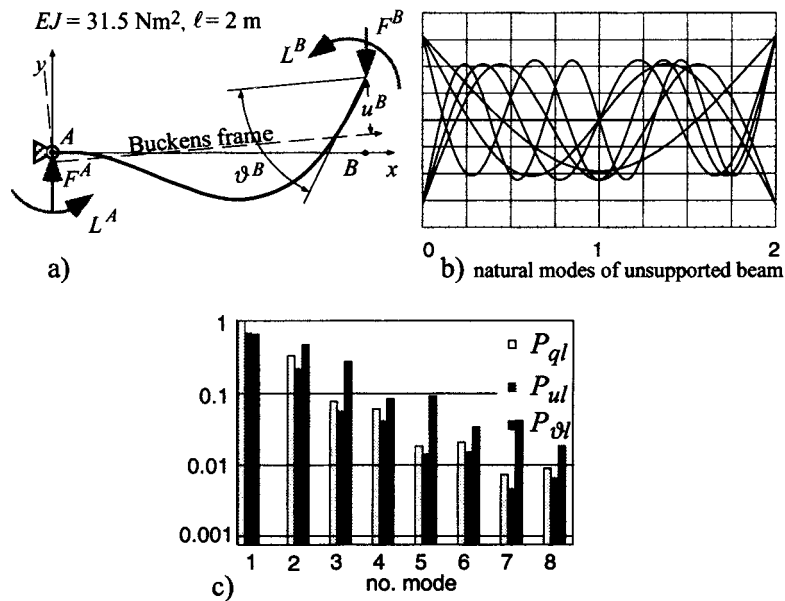 EJ = 31.5 Nm², ℓ = 2 m
y
A
Buckens frame
F^A
L^A
L^B
F^B
u^B
ϑ^B
B
x
a)
0 1 2
b) natural modes of unsupported beam
1
0.1
0.01
0.001
P_ql
P_ul
P_ϑl
1 2 3 4 5 6 7 8
no. mode
c)